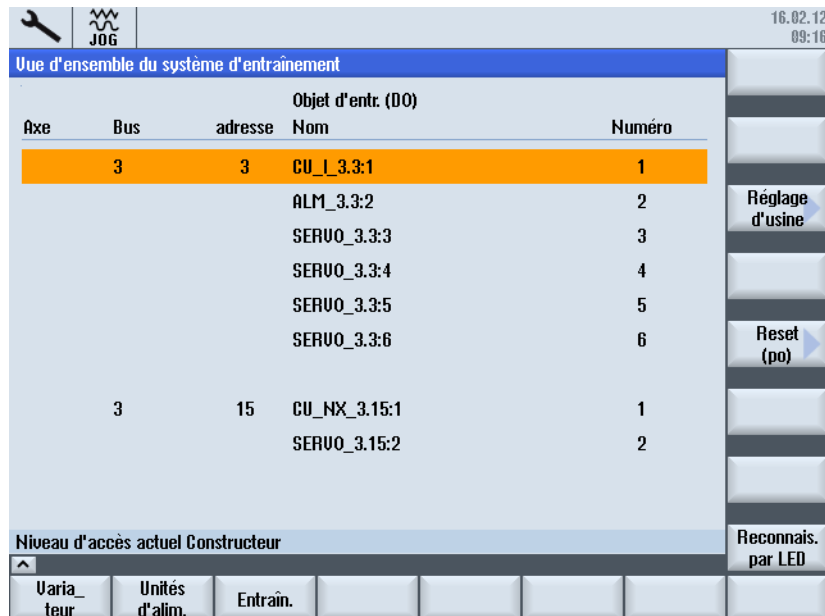 JOG
16.02.12
09:16
Vue d'ensemble du système d'entraînement
Objet d'entr. (DO)
Axe Bus adresse Nom Numéro
3 3 CU_I_3.3:1 1
ALM_3.3:2 2
SERVO_3.3:3 3
SERVO_3.3:4 4
SERVO_3.3:5 5
SERVO_3.3:6 6
3 15 CU_NX_3.15:1 1
SERVO_3.15:2 2
Niveau d'accès actuel Constructeur
Réglage
d'usine
Reset
(po)
Reconnais.
par LED
Varia_
teur
Unités
d'alim.
Entraîn.